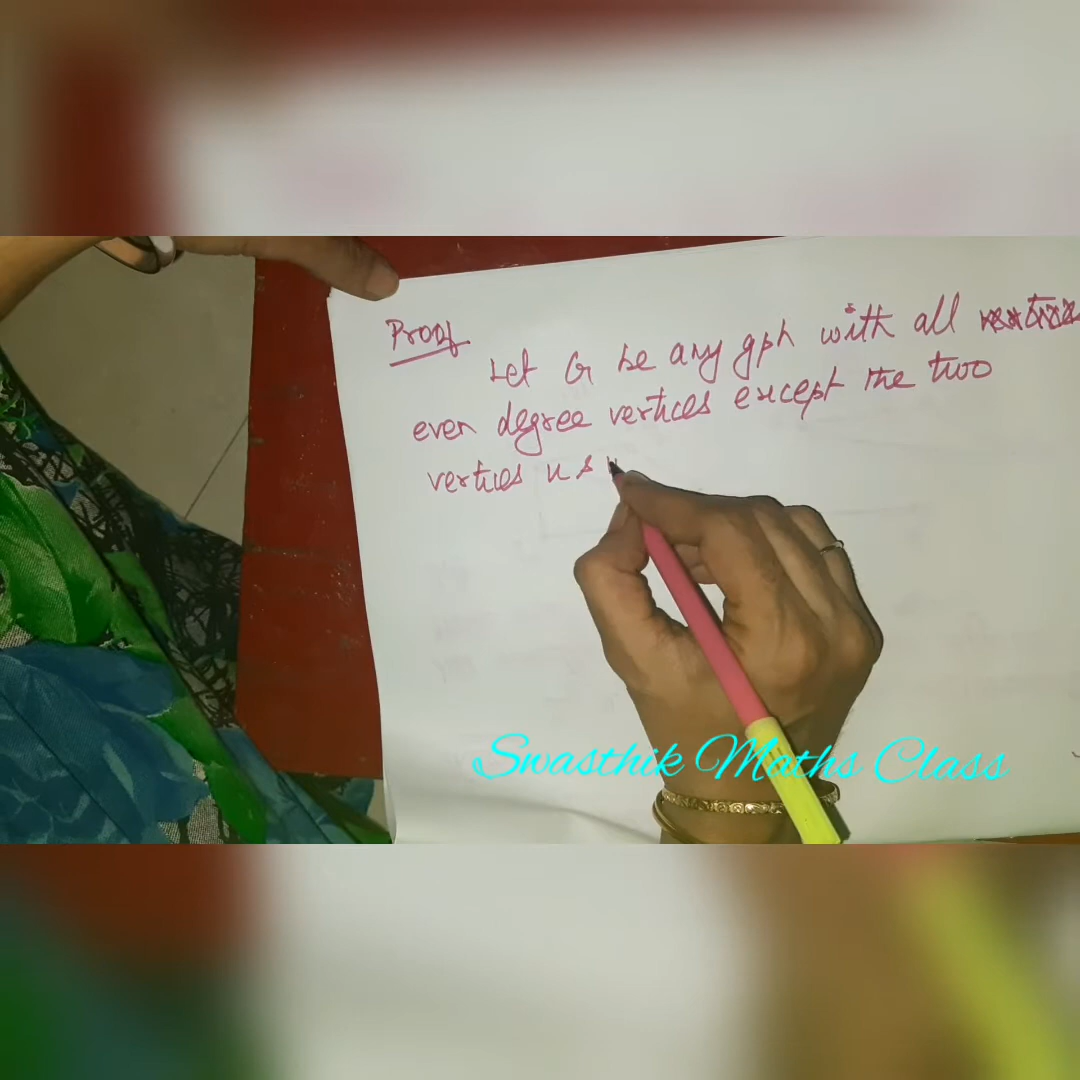 Proof
Let G be any gph with all
even degree vertices except the two
vertices u &
Swasthik Maths Class